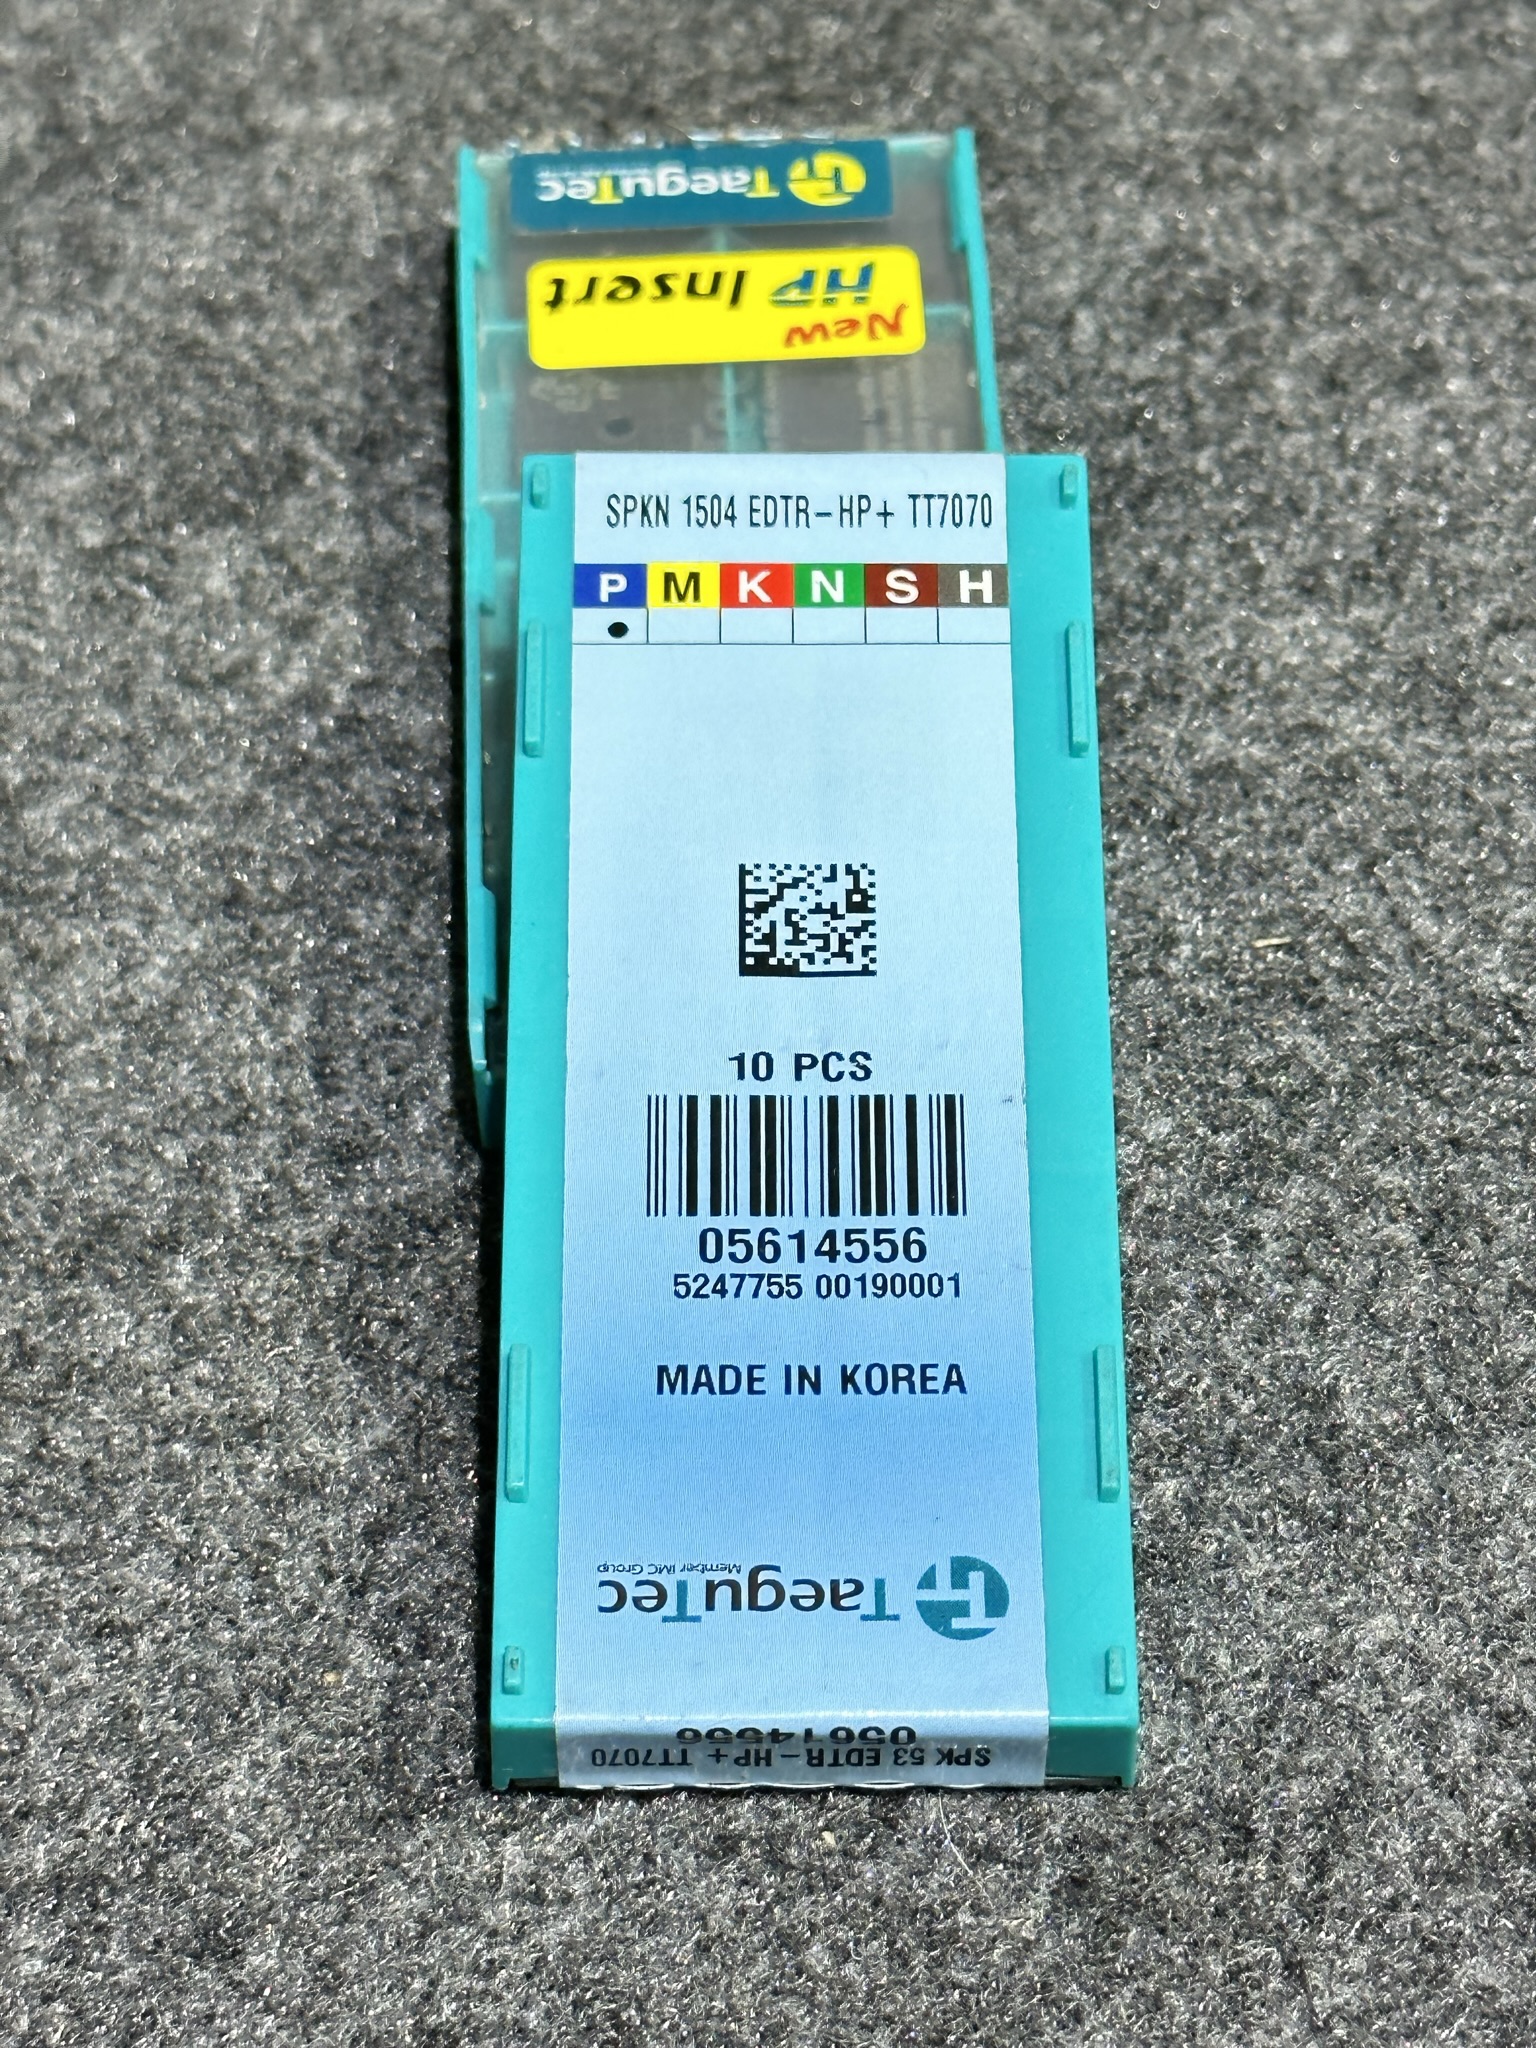 TaeguTec
New
HP Insert
SPKN 1504 EDTR-HP+ TT7070
P M K N S H
10 PCS
05614556
5247755 00190001
MADE IN KOREA
TaeguTec
Member IMC Group
05614556
SPK 53 EDTR-HP+ TT7070